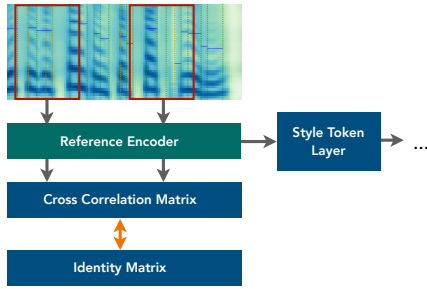 Reference Encoder
Style Token
Layer
...
Cross Correlation Matrix
Identity Matrix